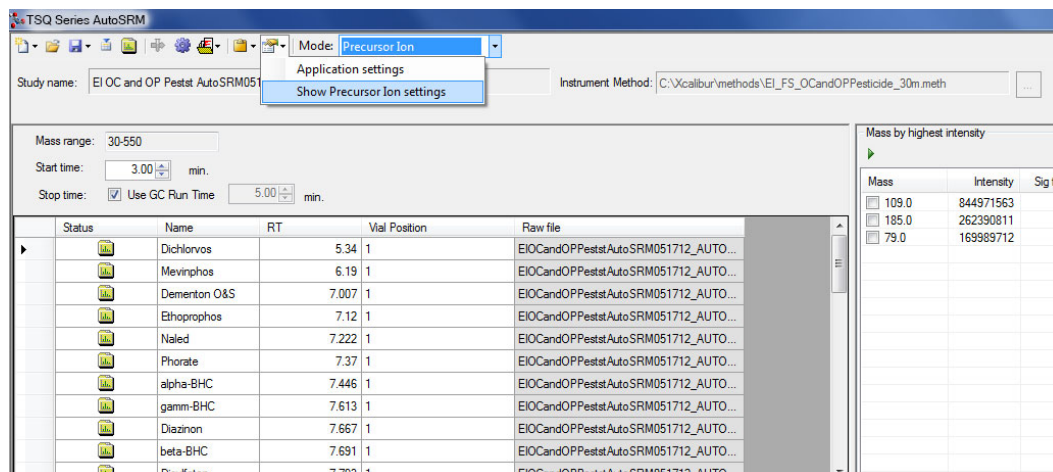 TSQ Series AutoSRM
Mode: Precursor Ion
Application settings
Show Precursor Ion settings
Study name: EI OC and OP Pestst AutoSRM051
Instrument Method: C:\Xcalibur\methods\EI_FS_OCandOPPesticide_30m.meth ...
Mass range: 30-550
Start time: 3.00 min.
Stop time: Use GC Run Time 5.00 min.
Mass by highest intensity
Mass Intensity Sig
109.0 844971563
185.0 262390811
79.0 169989712
Status Name RT Vial Position Raw file
Dichlorvos 5.34 1 EIOCandOPPeststAutoSRM051712_AUTO...
Mevinphos 6.19 1 EIOCandOPPeststAutoSRM051712_AUTO...
Dementon O&S 7.007 1 EIOCandOPPeststAutoSRM051712_AUTO...
Ethoprophos 7.12 1 EIOCandOPPeststAutoSRM051712_AUTO...
Naled 7.222 1 EIOCandOPPeststAutoSRM051712_AUTO...
Phorate 7.37 1 EIOCandOPPeststAutoSRM051712_AUTO...
alpha-BHC 7.446 1 EIOCandOPPeststAutoSRM051712_AUTO...
gamm-BHC 7.613 1 EIOCandOPPeststAutoSRM051712_AUTO...
Diazinon 7.667 1 EIOCandOPPeststAutoSRM051712_AUTO...
beta-BHC 7.691 1 EIOCandOPPeststAutoSRM051712_AUTO...